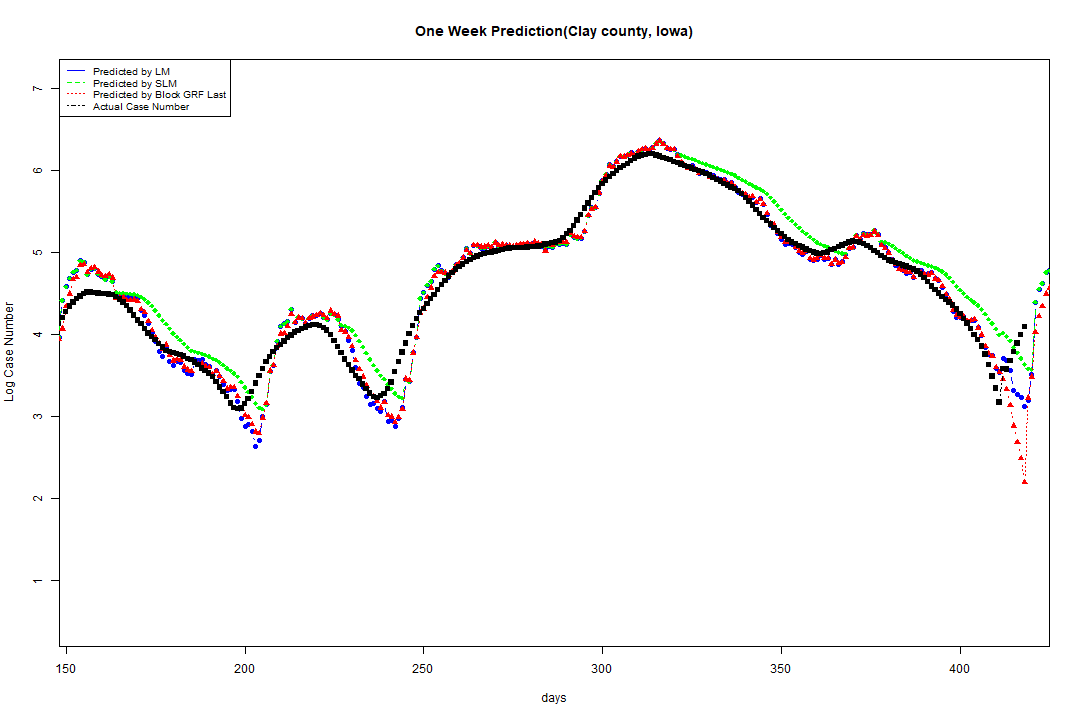 One Week Prediction(Clay county, Iowa)
Predicted by LM
Predicted by SLM
Predicted by Block GRF Last
Actual Case Number
7
6
5
4
3
2
1
Log Case Number
150 200 250 300 350 400
days